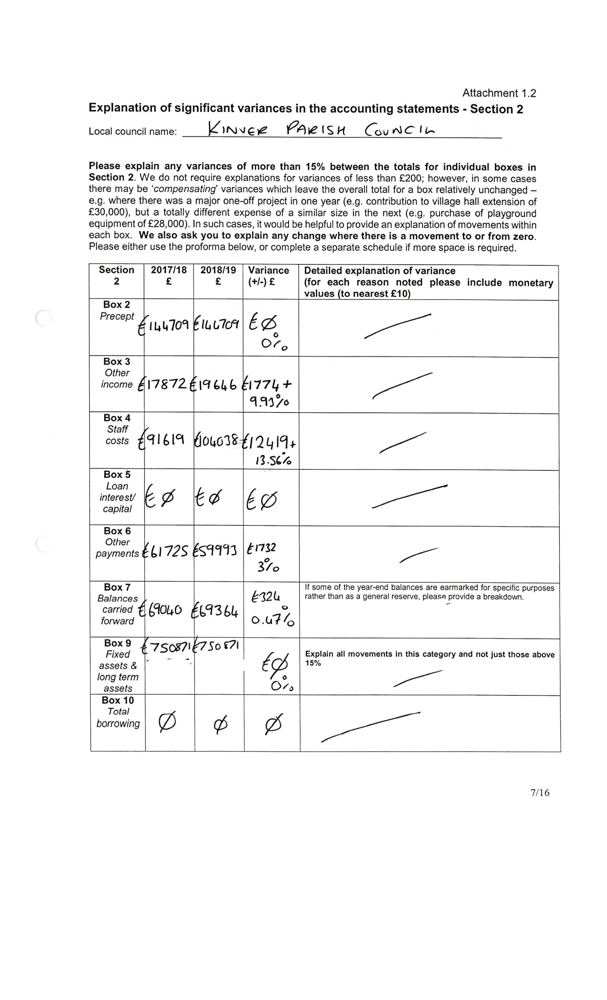 Attachment 1.2
Explanation of significant variances in the accounting statements - Section 2
Local council name: KINVER PARISH COUNCIL
Please explain any variances of more than 15% between the totals for individual boxes in
Section 2. We do not require explanations for variances of less than £200; however, in some cases
there may be 'compensating' variances which leave the overall total for a box relatively unchanged –
e.g. where there was a major one-off project in one year (e.g. contribution to village hall extension of
£30,000), but a totally different expense of a similar size in the next (e.g. purchase of playground
equipment of £28,000). In such cases, it would be helpful to provide an explanation of movements within
each box. We also ask you to explain any change where there is a movement to or from zero.
Please either use the proforma below, or complete a separate schedule if more space is required.
Section 2017/18 2018/19 Variance Detailed explanation of variance
2 £ £ (+/-) £ (for each reason noted please include monetary
values (to nearest £10)
Box 2
Precept £144709 £144709 £Ø
0%
Box 3
Other
income £17872 £19646 £1774+
9.93%
Box 4
Staff
costs £91619 £104038 £12419+
13.56%
Box 5
Loan
interest/ £Ø £Ø £Ø
capital
Box 6
Other
payments £61725 £59993 £1732
3%
Box 7 If some of the year-end balances are earmarked for specific purposes
Balances £324 rather than as a general reserve, please provide a breakdown.
carried £69040 £69364
forward 0.47%
Box 9 £750871 £750871
Fixed £Ø Explain all movements in this category and not just those above
assets & 15%
long term
assets 0%
Box 10
Total
borrowing Ø Ø Ø
7/16